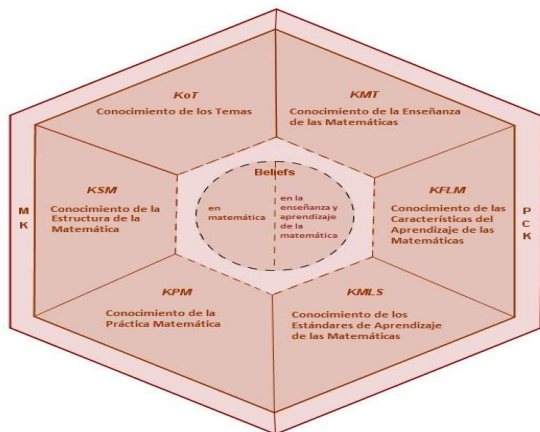 KoT
Conocimiento de los Temas
KMT
Conocimiento de la Enseñanza
de las Matemáticas
KSM
Conocimiento de la
Estructura de la
Matemática
Beliefs
en
matemática
en la
enseñanza y
aprendizaje
de la
matemática
KFLM
Conocimiento de las
Características del
Aprendizaje de las
Matemáticas
M
K
P
C
K
KPM
Conocimiento de la
Práctica Matemática
KMLS
Conocimiento de los
Estándares de Aprendizaje
de las Matemáticas